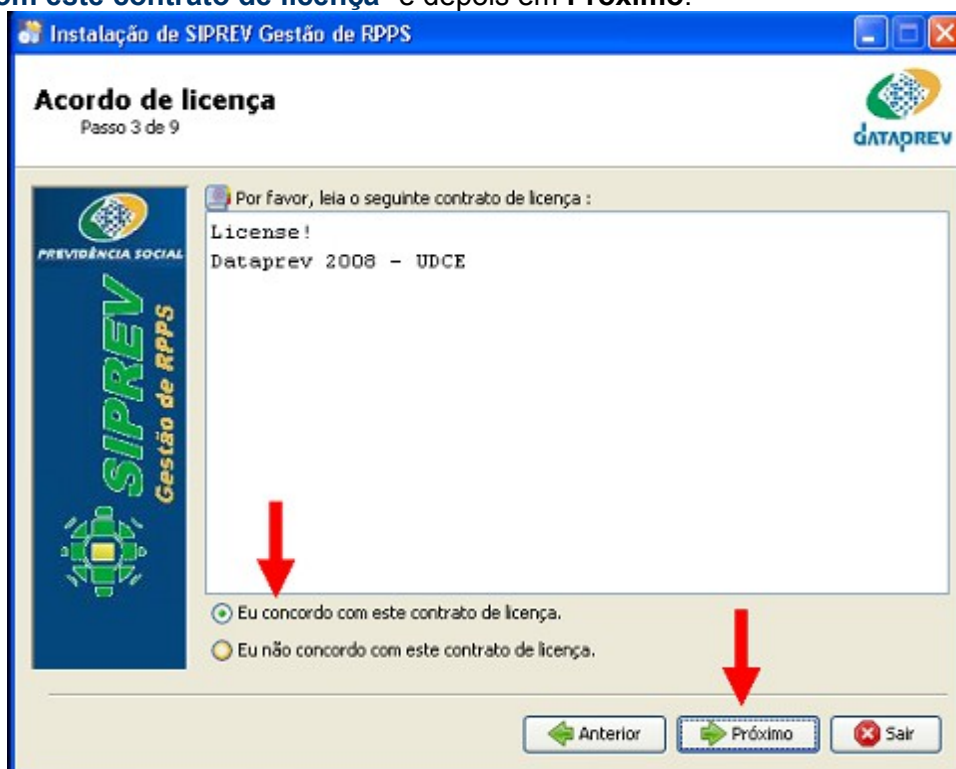 om este contrato de licença" e depois em Próximo.
Instalação de SIPREV Gestão de RPPS
Acordo de licença
Passo 3 de 9
DATAPREV
PREVIDÊNCIA SOCIAL
SIPREV
Gestão de RPPS
Por favor, leia o seguinte contrato de licença :
License!
Dataprev 2008 - UDCE
Eu concordo com este contrato de licença.
Eu não concordo com este contrato de licença.
Anterior
Próximo
Sair